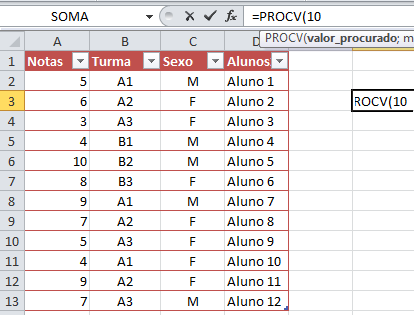 SOMA =PROCV(10
PROCV(valor_procurado; m
A B C D
1 Notas Turma Sexo Alunos
2 5 A1 M Aluno 1
3 6 A2 F Aluno 2 ROCV(10
4 3 A3 F Aluno 3
5 4 B1 M Aluno 4
6 10 B2 M Aluno 5
7 8 B3 F Aluno 6
8 9 A1 M Aluno 7
9 7 A2 F Aluno 8
10 5 A3 F Aluno 9
11 4 A1 F Aluno 10
12 9 A2 F Aluno 11
13 7 A3 M Aluno 12